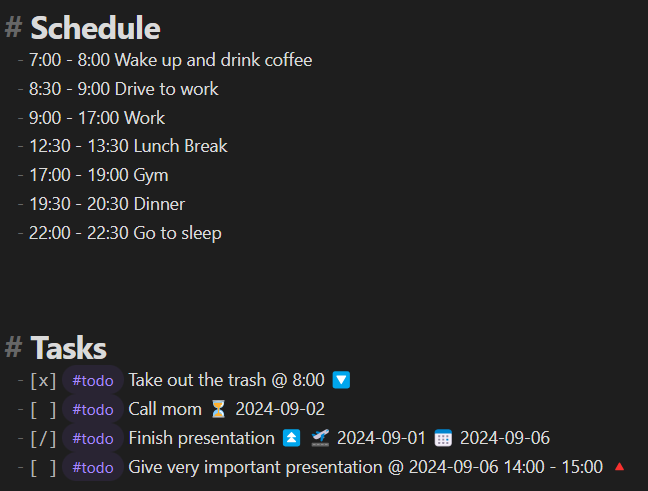 # Schedule
- 7:00 - 8:00 Wake up and drink coffee
- 8:30 - 9:00 Drive to work
- 9:00 - 17:00 Work
- 12:30 - 13:30 Lunch Break
- 17:00 - 19:00 Gym
- 19:30 - 20:30 Dinner
- 22:00 - 22:30 Go to sleep
# Tasks
- [x] #todo Take out the trash @ 8:00 🔽
- [ ] #todo Call mom ⏳ 2024-09-02
- [/] #todo Finish presentation ⏫ 🛫 2024-09-01 📅 2024-09-06
- [ ] #todo Give very important presentation @ 2024-09-06 14:00 - 15:00 🔺